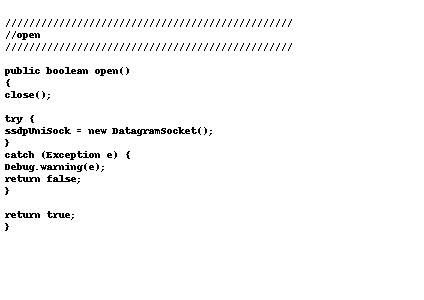 ////////////////////////////////////////////////
//open
////////////////////////////////////////////////
public boolean open()
{
close();
try {
ssdpUniSock = new DatagramSocket();
}
catch (Exception e) {
Debug.warning(e);
return false;
}
return true;
}